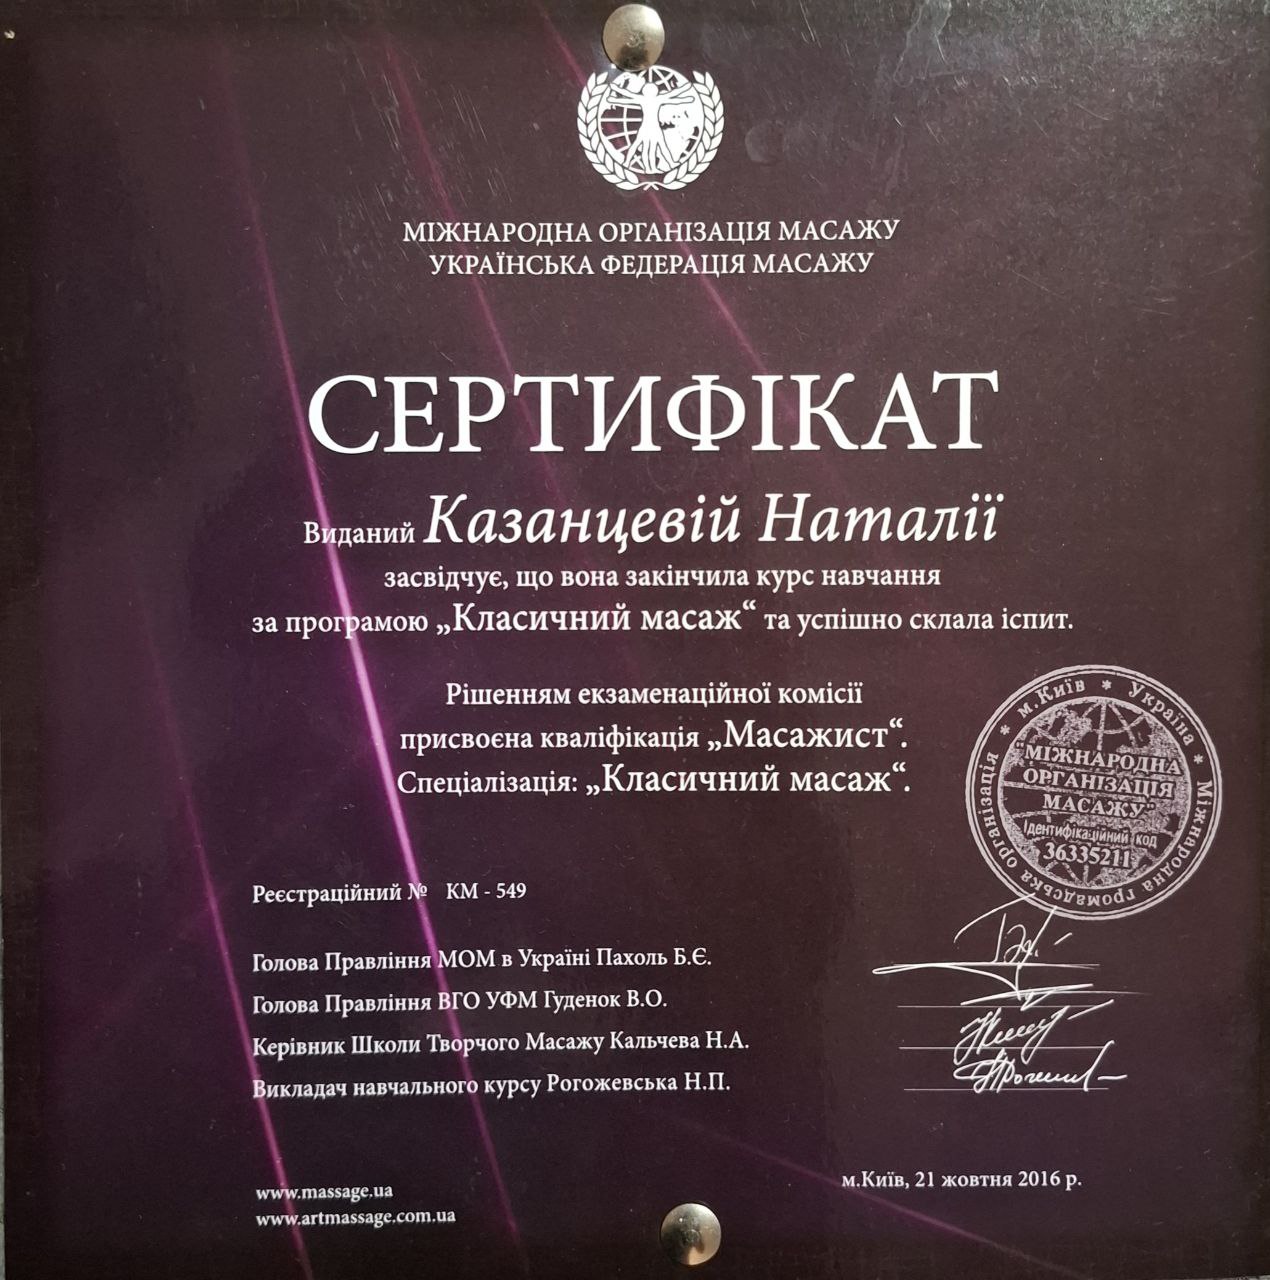 МІЖНАРОДНА ОРГАНІЗАЦІЯ МАСАЖУ
УКРАЇНСЬКА ФЕДЕРАЦІЯ МАСАЖУ
СЕРТИФІКАТ
Виданий Казанцевій Наталії
засвідчує, що вона закінчила курс навчання
за програмою „Класичний масаж“ та успішно склала іспит.
Рішенням екзаменаційної комісії
присвоєна кваліфікація „Масажист“.
Спеціалізація: „Класичний масаж“.
м.Київ * Україна * Міжнародна громадська організація *
"МІЖНАРОДНА
ОРГАНІЗАЦІЯ
МАСАЖУ"
Ідентифікаційний код
36335211
Реєстраційний № КМ - 549
Голова Правління МОМ в Україні Пахоль Б.Є.
Голова Правління ВГО УФМ Гуденок В.О.
Керівник Школи Творчого Масажу Кальчева Н.А.
Викладач навчального курсу Рогожевська Н.П.
м.Київ, 21 жовтня 2016 р.
www.massage.ua
www.artmassage.com.ua